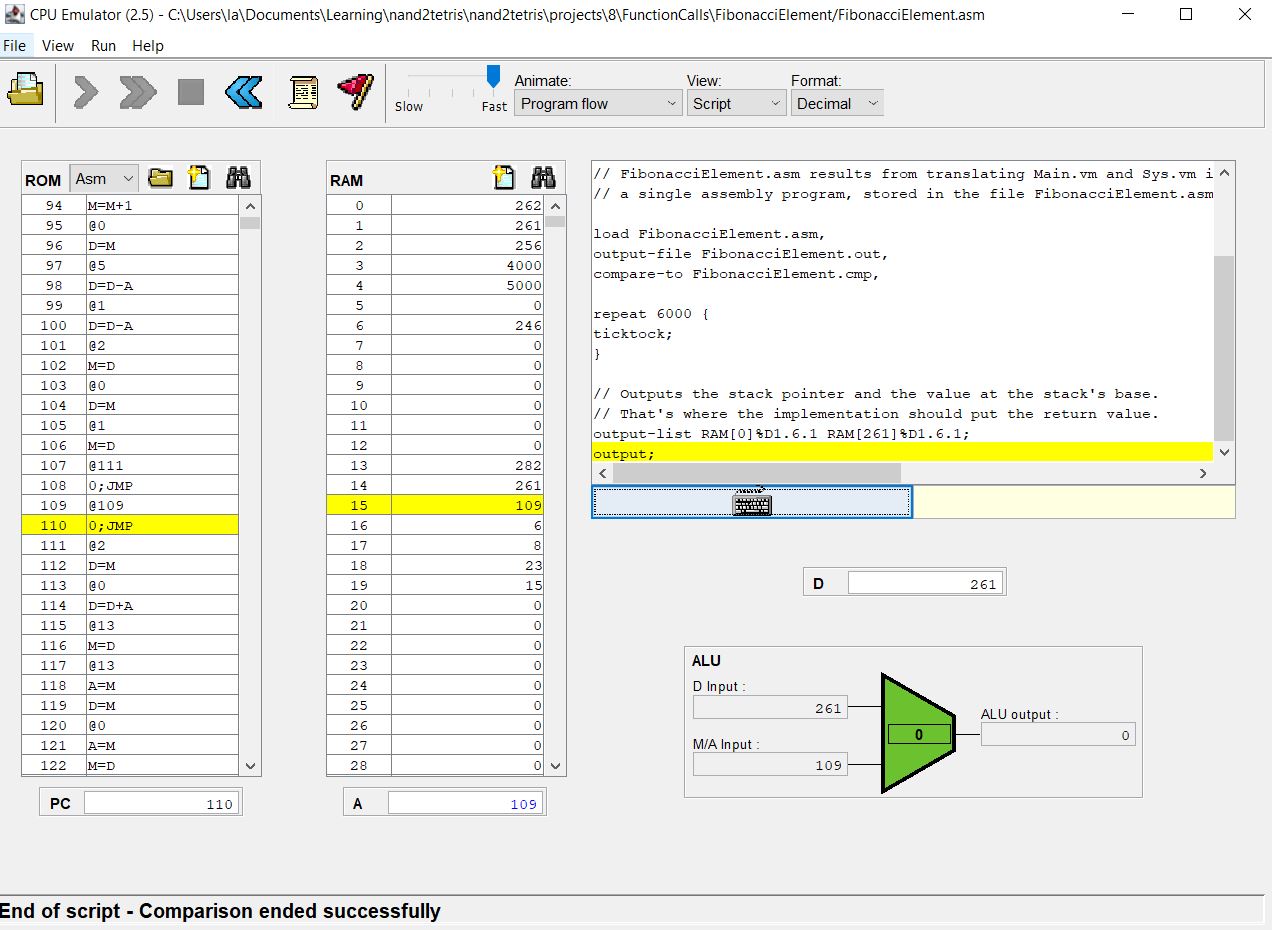 CPU Emulator (2.5) - C:\Users\la\Documents\Learning\nand2tetris\nand2tetris\projects\8\FunctionCalls\FibonacciElement/FibonacciElement.asm
File View Run Help
Slow Fast
Animate: View: Format:
Program flow Script Decimal
ROM Asm
94 M=M+1
95 @0
96 D=M
97 @5
98 D=D-A
99 @1
100 D=D-A
101 @2
102 M=D
103 @0
104 D=M
105 @1
106 M=D
107 @111
108 0;JMP
109 @109
110 0;JMP
111 @2
112 D=M
113 @0
114 D=D+A
115 @13
116 M=D
117 @13
118 A=M
119 D=M
120 @0
121 A=M
122 M=D
PC 110
RAM
0 262
1 261
2 256
3 4000
4 5000
5 0
6 246
7 0
8 0
9 0
10 0
11 0
12 0
13 282
14 261
15 109
16 6
17 8
18 23
19 15
20 0
21 0
22 0
23 0
24 0
25 0
26 0
27 0
28 0
A 109
// FibonacciElement.asm results from translating Main.vm and Sys.vm i
// a single assembly program, stored in the file FibonacciElement.asm
load FibonacciElement.asm,
output-file FibonacciElement.out,
compare-to FibonacciElement.cmp,
repeat 6000 {
ticktock;
}
// Outputs the stack pointer and the value at the stack's base.
// That's where the implementation should put the return value.
output-list RAM[0]%D1.6.1 RAM[261]%D1.6.1;
output;
D 261
ALU
D Input :
261
M/A Input :
109
0
ALU output :
0
End of script - Comparison ended successfully